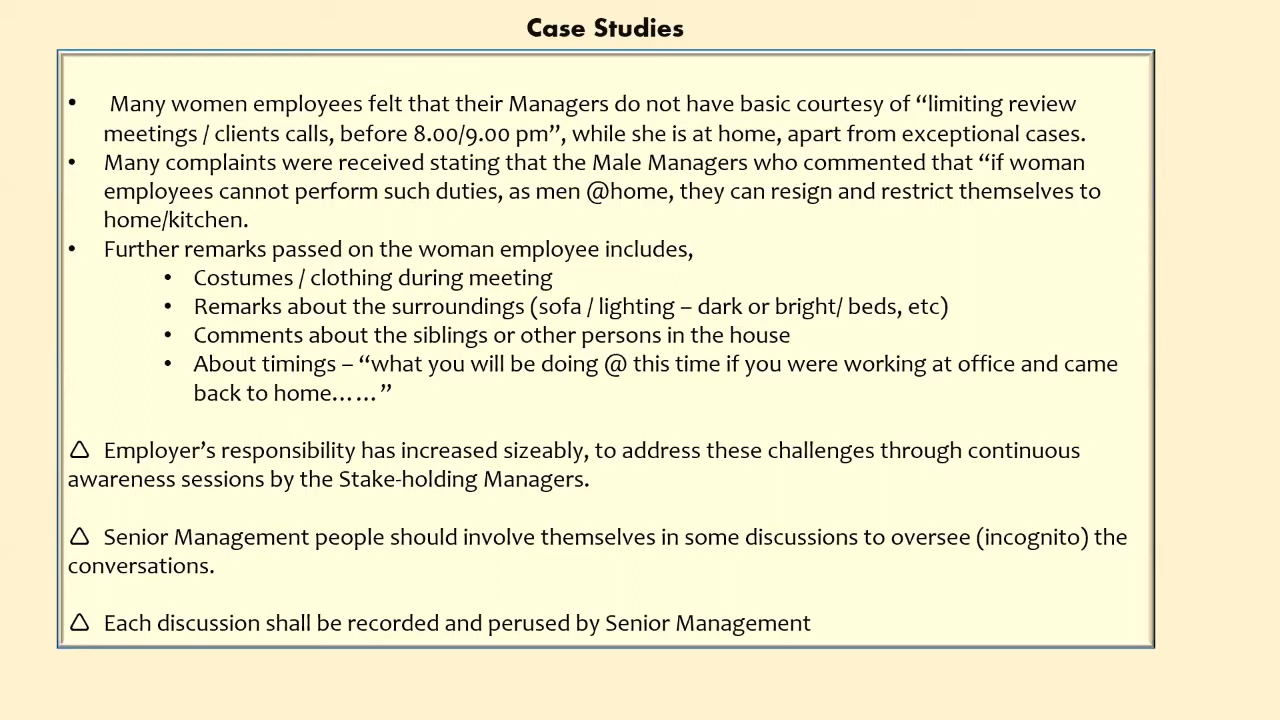 Case Studies
• Many women employees felt that their Managers do not have basic courtesy of “limiting review
meetings / clients calls, before 8.00/9.00 pm”, while she is at home, apart from exceptional cases.
• Many complaints were received stating that the Male Managers who commented that “if woman
employees cannot perform such duties, as men @home, they can resign and restrict themselves to
home/kitchen.
• Further remarks passed on the woman employee includes,
• Costumes / clothing during meeting
• Remarks about the surroundings (sofa / lighting – dark or bright/ beds, etc)
• Comments about the siblings or other persons in the house
• About timings – “what you will be doing @ this time if you were working at office and came
back to home……”
△ Employer’s responsibility has increased sizeably, to address these challenges through continuous
awareness sessions by the Stake-holding Managers.
△ Senior Management people should involve themselves in some discussions to oversee (incognito) the
conversations.
△ Each discussion shall be recorded and perused by Senior Management